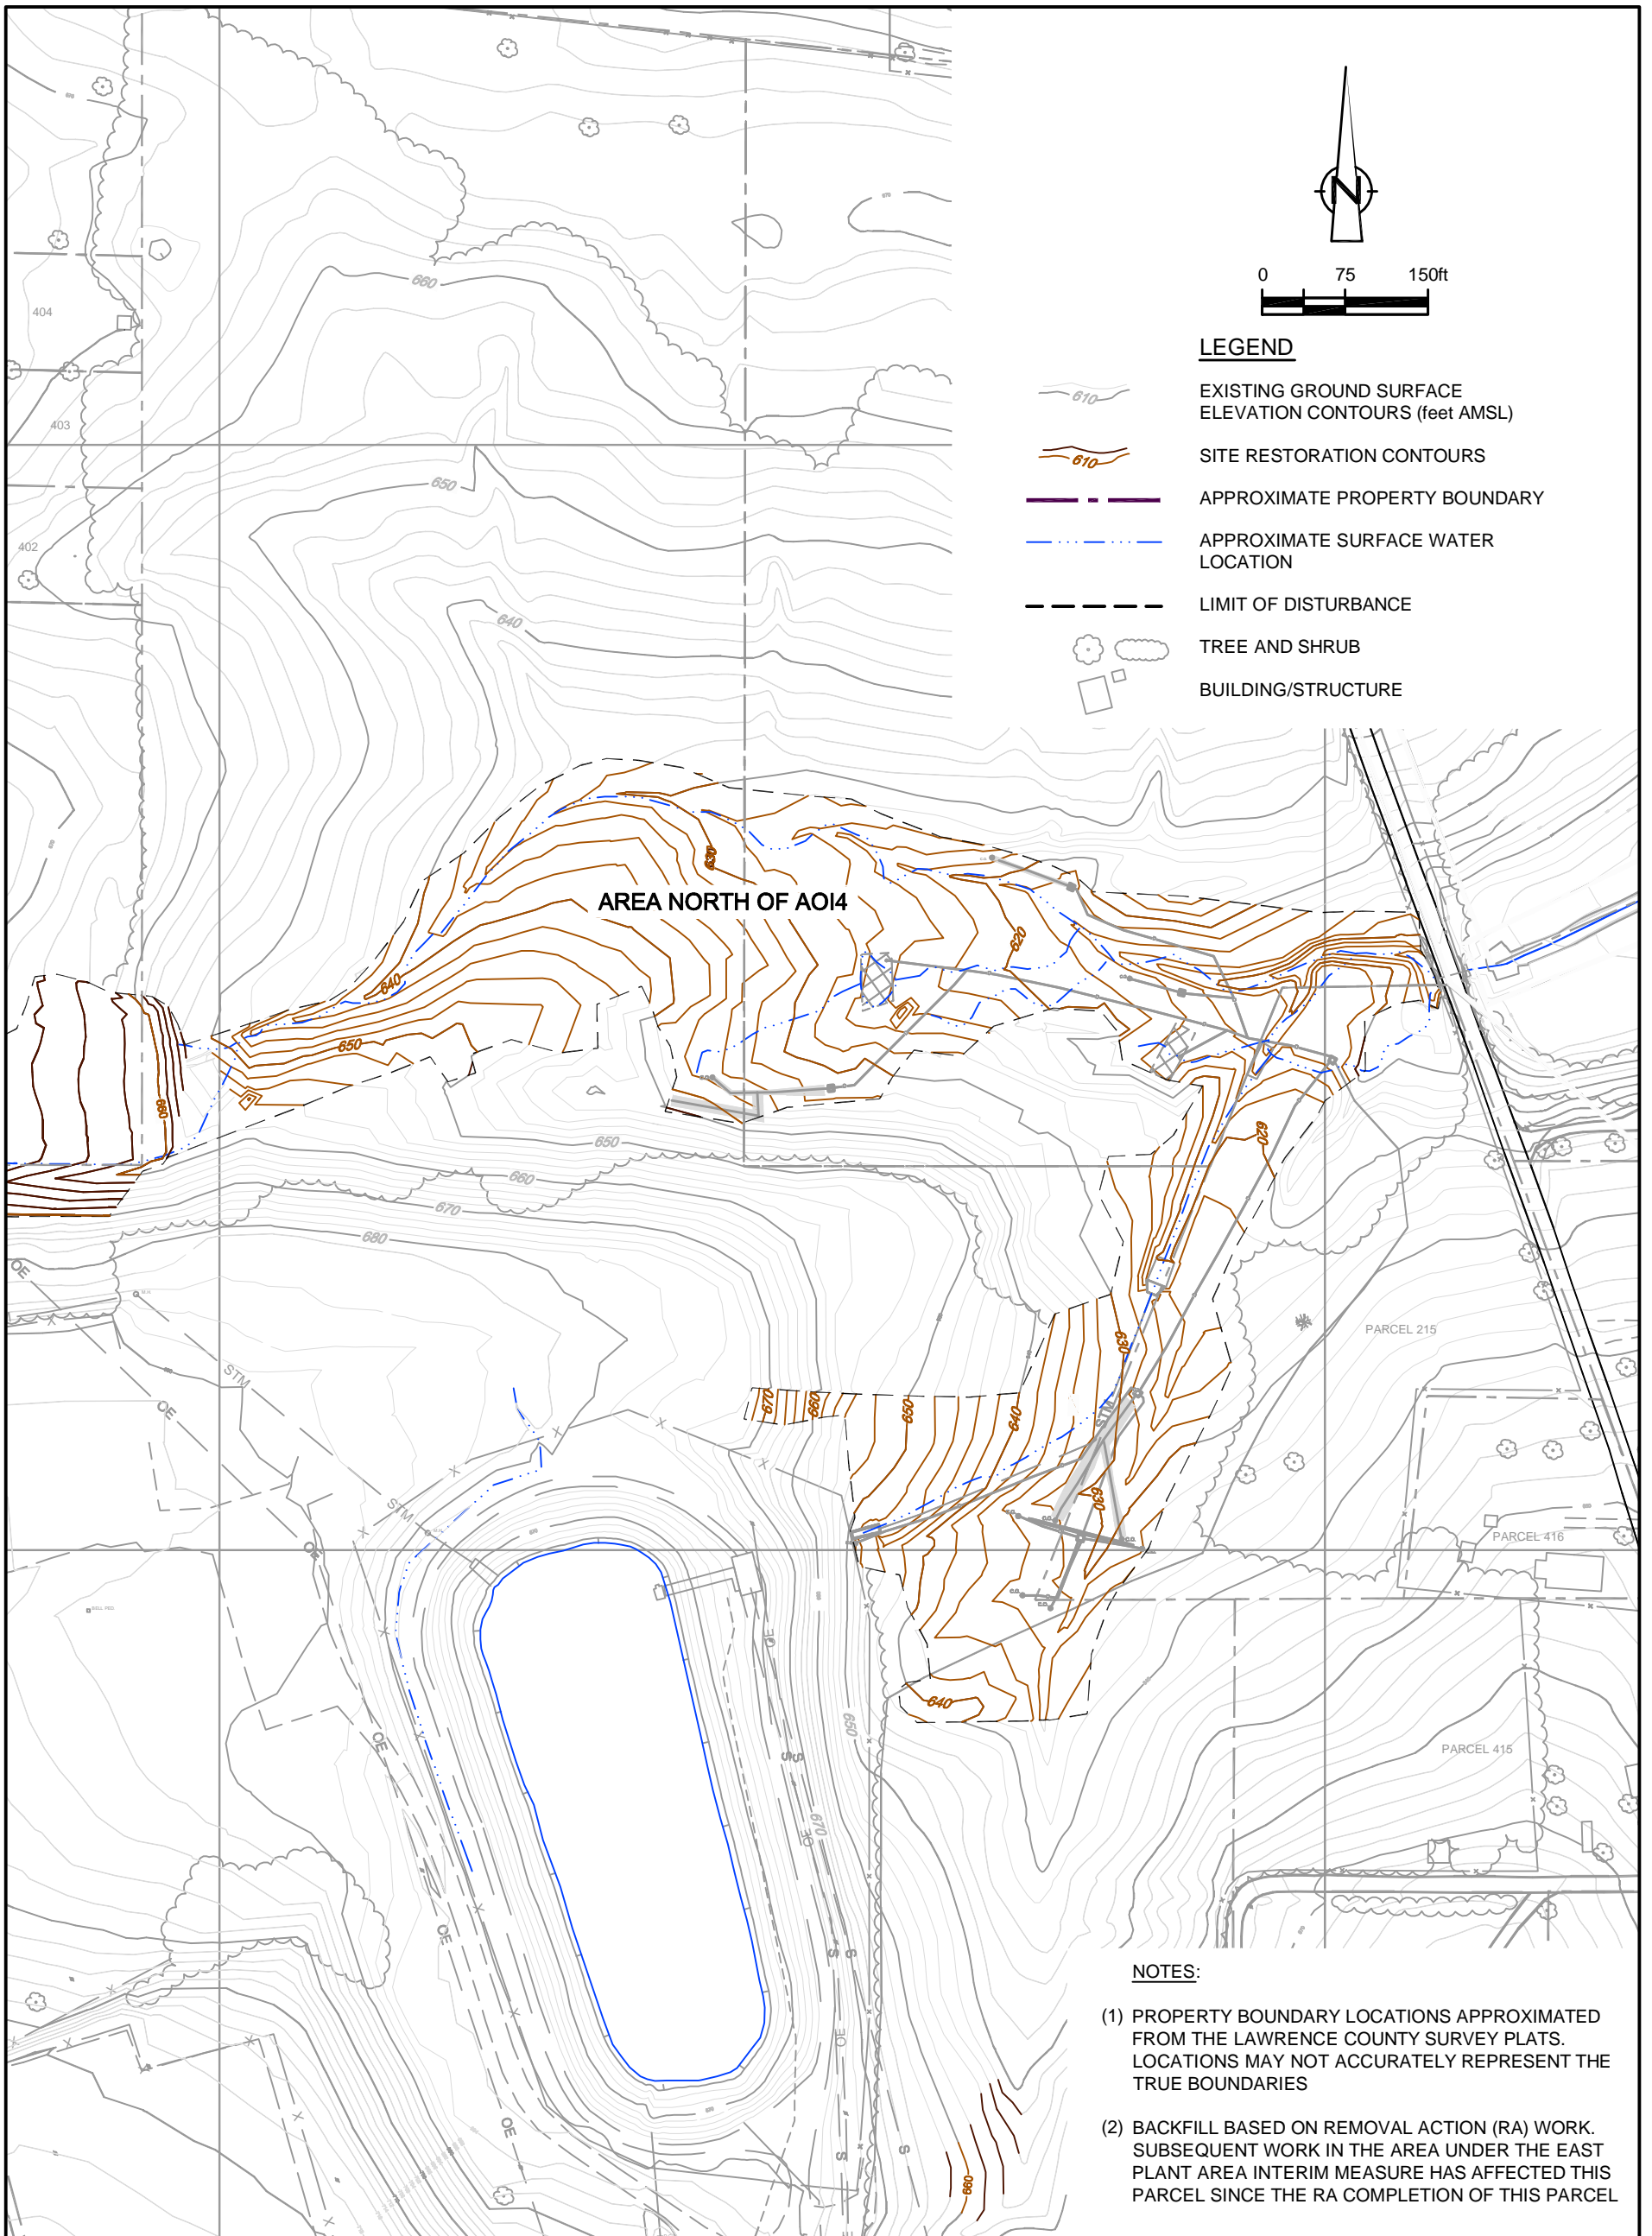 N
0 75 150ft
LEGEND
610 EXISTING GROUND SURFACE
ELEVATION CONTOURS (feet AMSL)
610 SITE RESTORATION CONTOURS
APPROXIMATE PROPERTY BOUNDARY
APPROXIMATE SURFACE WATER
LOCATION
LIMIT OF DISTURBANCE
TREE AND SHRUB
BUILDING/STRUCTURE
660
404
403
650
402
640
630
AREA NORTH OF AOI4
620
640
650
660
650
620
660
670
680
OE
STM
OE
630
PARCEL 215
670
660
650
640
STM
STM
630
OE
PARCEL 416
OE
640
650
OE
S
S
670
OE
PARCEL 415
OE
S
S
OE
OE
S
S
S
OE
660
NOTES:
(1) PROPERTY BOUNDARY LOCATIONS APPROXIMATED
FROM THE LAWRENCE COUNTY SURVEY PLATS.
LOCATIONS MAY NOT ACCURATELY REPRESENT THE
TRUE BOUNDARIES
(2) BACKFILL BASED ON REMOVAL ACTION (RA) WORK.
SUBSEQUENT WORK IN THE AREA UNDER THE EAST
PLANT AREA INTERIM MEASURE HAS AFFECTED THIS
PARCEL SINCE THE RA COMPLETION OF THIS PARCEL